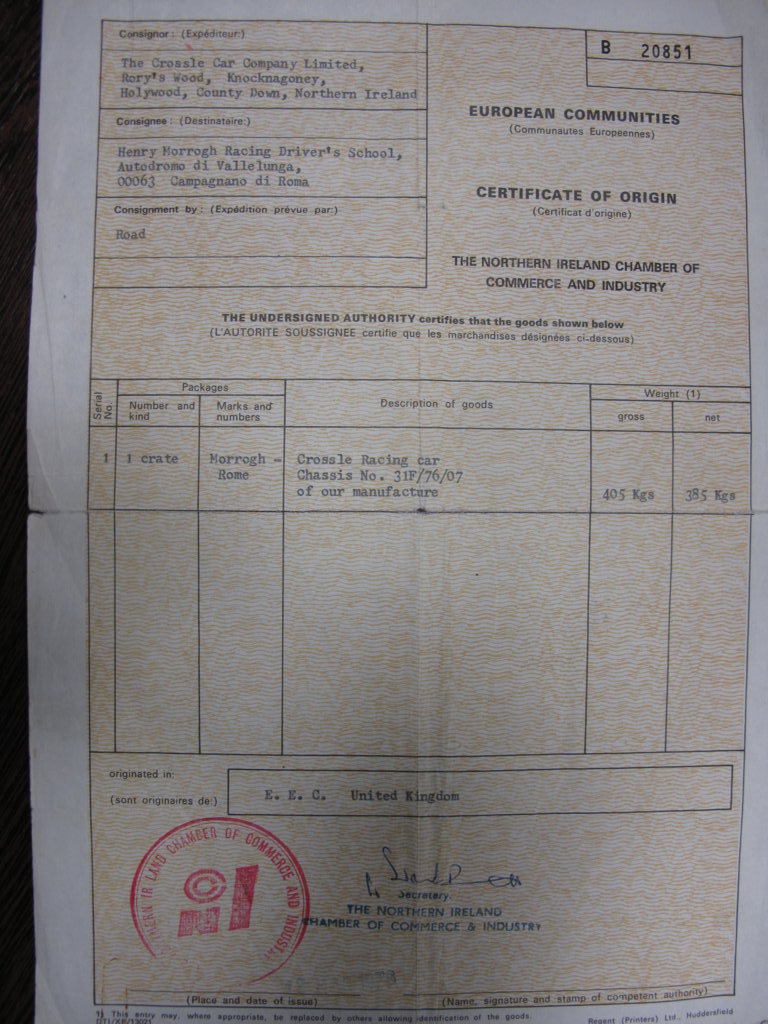 Consignor: (Expéditeur:)
The Crossle Car Company Limited,
Rory's Wood, Knocknagoney,
Holywood, County Down, Northern Ireland
B 20851
EUROPEAN COMMUNITIES
(Communautes Europeennes)
Consignee: (Destinataire:)
Henry Morrogh Racing Driver's School,
Autodromo di Vallelunga,
00063 Campagnano di Roma
CERTIFICATE OF ORIGIN
(Certificat d'origine)
Consignment by: (Expédition prévue par:)
Road
THE NORTHERN IRELAND CHAMBER OF
COMMERCE AND INDUSTRY
THE UNDERSIGNED AUTHORITY certifies that the goods shown below
(L'AUTORITE SOUSSIGNEE certifie que les marchandises désignées ci-dessous)
Serial No.
Packages
Number and kind
Marks and numbers
Description of goods
Weight (1)
gross
net
1 1 crate Morrogh - Crossle Racing car
Rome Chassis No. 31F/76/07
of our manufacture 405 Kgs 385 Kgs
originated in:
(sont originaires de:)
E. E. C. United Kingdom
CHAMBER OF COMMERCE AND
Secretary.
THE NORTHERN IRELAND
CHAMBER OF COMMERCE & INDUSTRY
(Place and date of issue)
(Name, signature and stamp of competent authority)
1) This entry may, where appropriate, be replaced by others allowing identification of the goods.
Regent (Printers) Ltd., Huddersfield